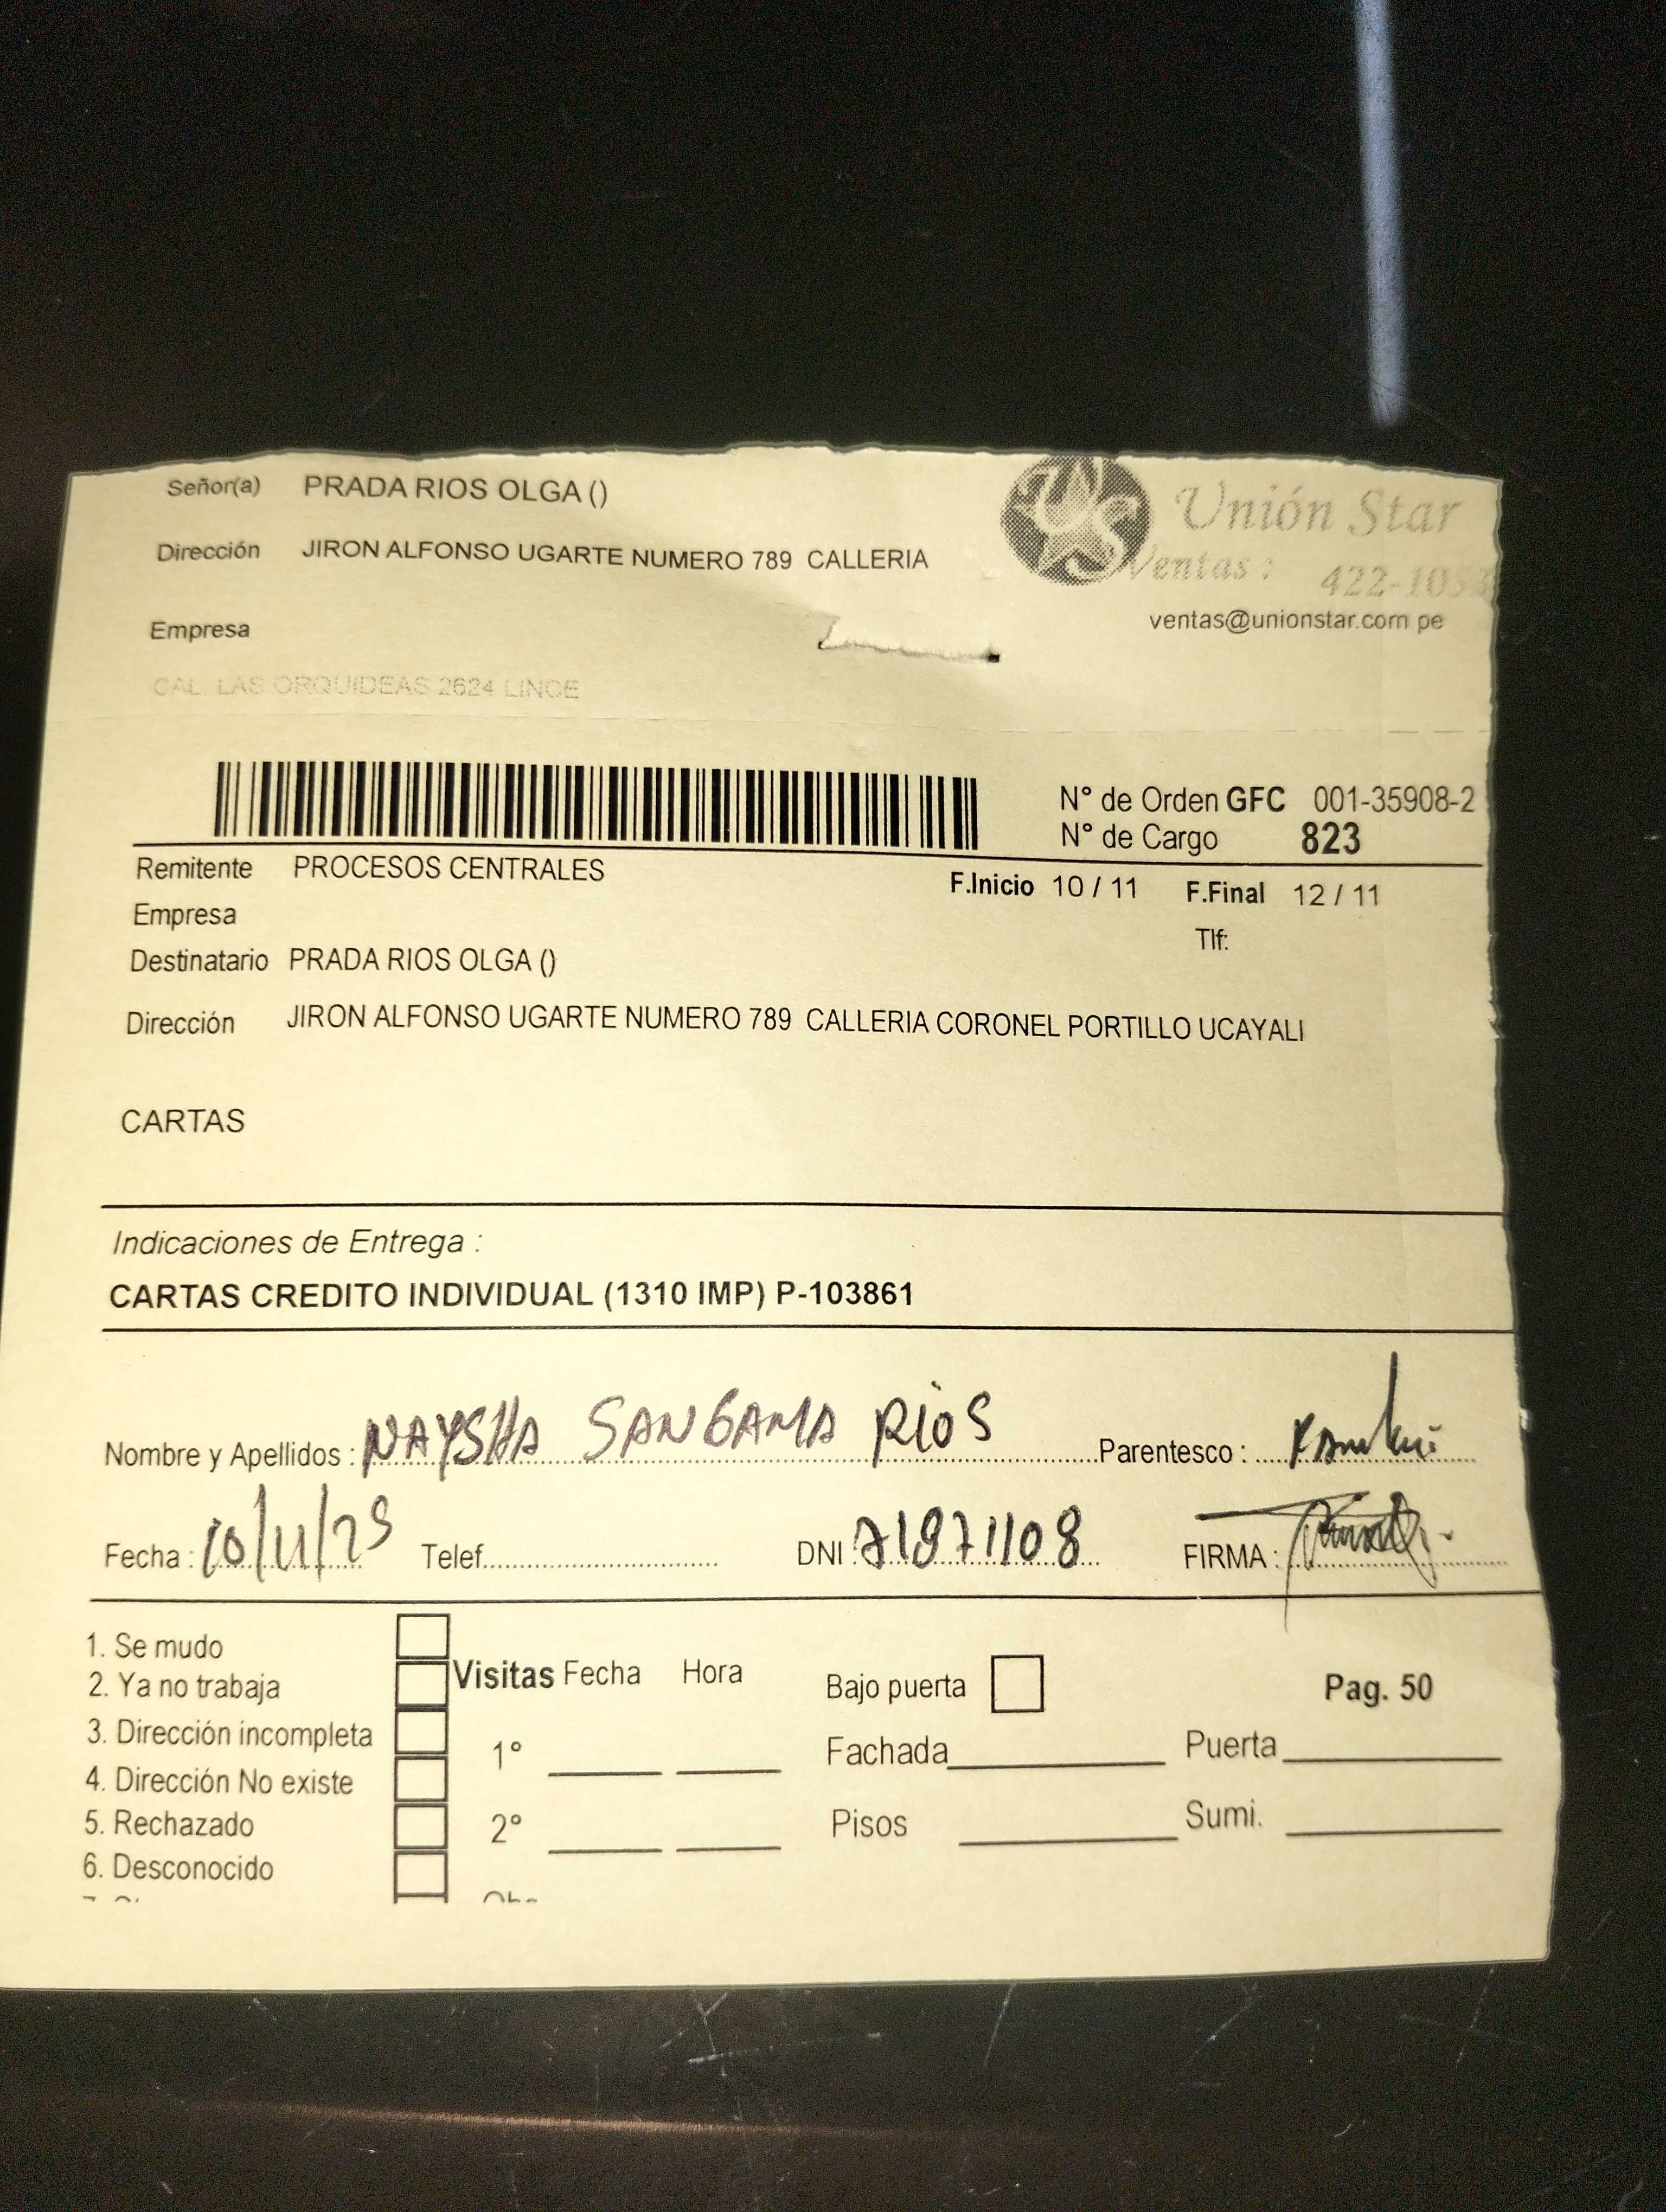 Señor(a) PRADA RIOS OLGA ()
Unión Star
Dirección JIRON ALFONSO UGARTE NUMERO 789 CALLERIA
Ventas : 422-105
Empresa
ventas@unionstar.com pe
CAL. LAS ORQUIDEAS 2624 LINCE
N° de Orden GFC 001-35908-2
N° de Cargo 823
Remitente PROCESOS CENTRALES
F.Inicio 10 / 11 F.Final 12 / 11
Empresa
Tlf:
Destinatario PRADA RIOS OLGA ()
Dirección JIRON ALFONSO UGARTE NUMERO 789 CALLERIA CORONEL PORTILLO UCAYALI
CARTAS
Indicaciones de Entrega :
CARTAS CREDITO INDIVIDUAL (1310 IMP) P-103861
Nombre y Apellidos : NAYSHA SANGAMA RIOS Parentesco :
Fecha : 10/11/25 Telef. DNI 71971108 FIRMA :
1. Se mudo
2. Ya no trabaja Visitas Fecha Hora Bajo puerta Pag. 50
3. Dirección incompleta 1° Fachada Puerta
4. Dirección No existe
5. Rechazado 2° Pisos Sumi.
6. Desconocido